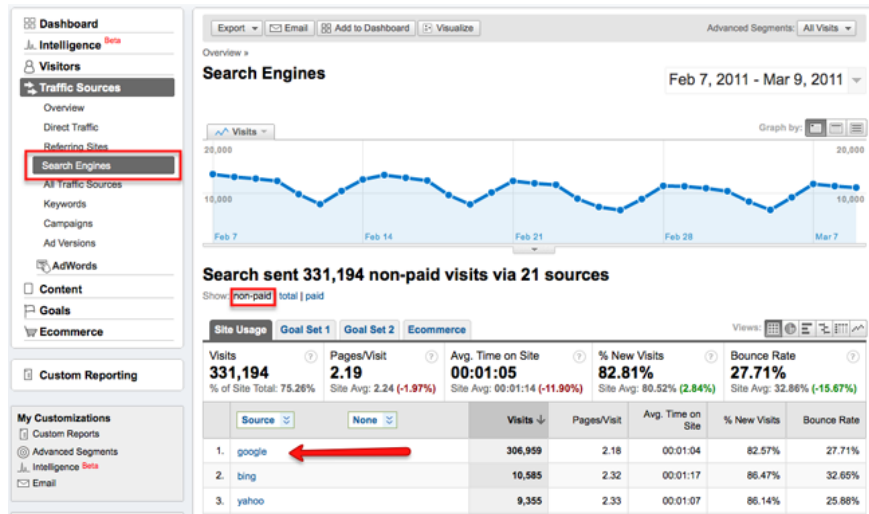 Dashboard
Intelligence Beta
Visitors
Traffic Sources
Overview
Direct Traffic
Referring Sites
Search Engines
All Traffic Sources
Keywords
Campaigns
Ad Versions
AdWords
Content
Goals
Ecommerce
Custom Reporting
My Customizations
Custom Reports
Advanced Segments
Intelligence Beta
Email
Export Email Add to Dashboard Visualize Advanced Segments: All Visits
Overview »
Search Engines
Feb 7, 2011 - Mar 9, 2011
Visits Graph by:
20,000 20,000
10,000 10,000
Feb 7 Feb 14 Feb 21 Feb 28 Mar 7
Search sent 331,194 non-paid visits via 21 sources
Show: non-paid | total | paid
Site Usage Goal Set 1 Goal Set 2 Ecommerce Views:
Visits ? Pages/Visit ? Avg. Time on Site ? % New Visits ? Bounce Rate ?
331,194 2.19 00:01:05 82.81% 27.71%
% of Site Total: 75.26% Site Avg: 2.24 (-1.97%) Site Avg: 00:01:14 (-11.90%) Site Avg: 80.52% (2.84%) Site Avg: 32.86% (-15.67%)
Source None Visits ↓ Pages/Visit Avg. Time on Site % New Visits Bounce Rate
1. google 306,959 2.18 00:01:04 82.57% 27.71%
2. bing 10,585 2.32 00:01:17 86.47% 32.65%
3. yahoo 9,355 2.33 00:01:07 86.14% 25.88%